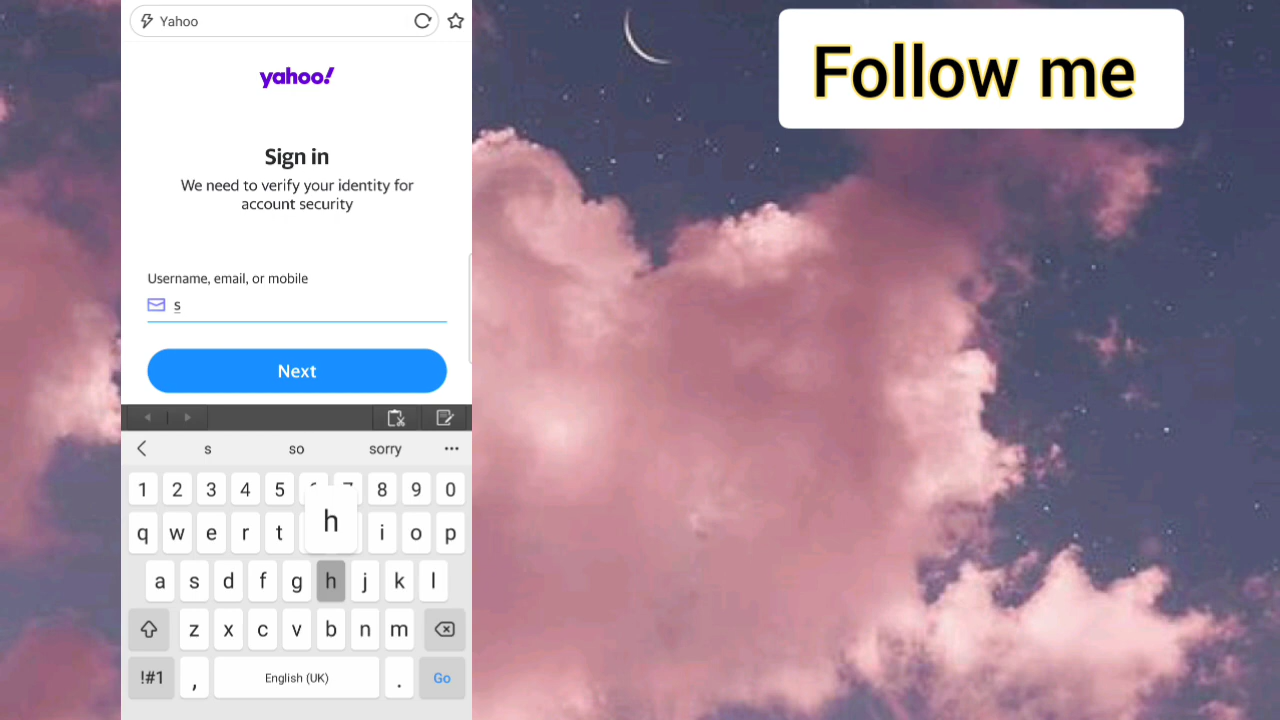 Yahoo
yahoo!
Sign in
We need to verify your identity for
account security
Username, email, or mobile
s
Next
s so sorry
1 2 3 4 5 8 9 0
h
q w e r t i o p
a s d f g h j k l
z x c v b n m
!#1 , English (UK) . Go
Follow me